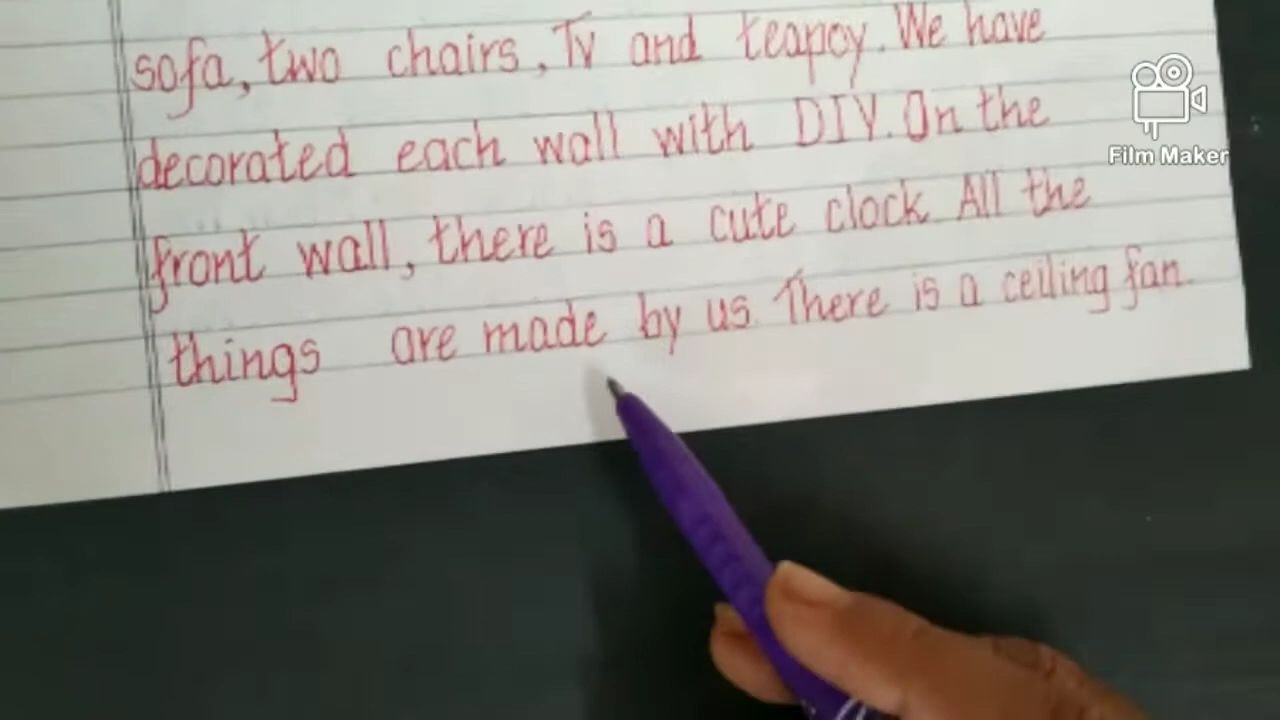 sofa, two chairs, Tv and teapoy. We have
decorated each wall with DIY. On the
front wall, there is a cute clock All the
things are made by us. There is a ceiling fan.
Film Maker